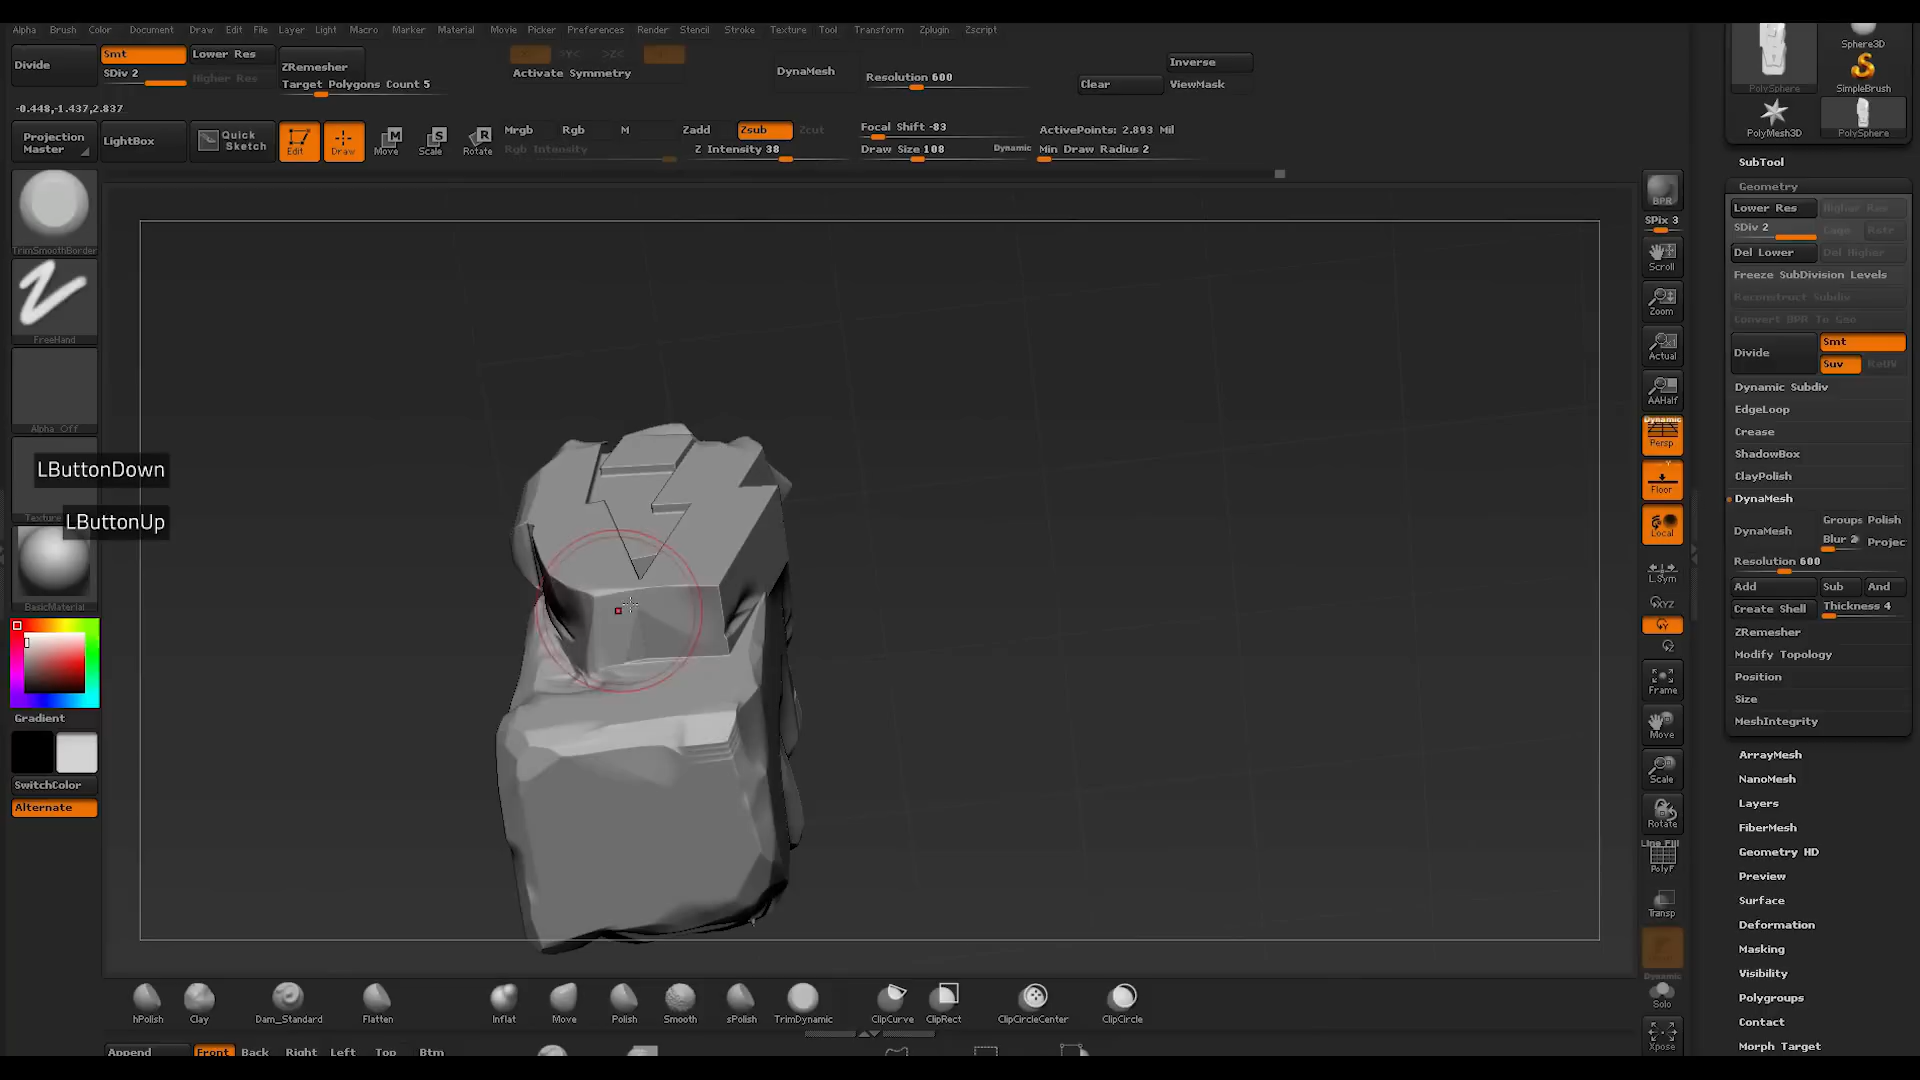 Alpha Brush Color Document Draw Edit File Layer Light Macro Marker Material Movie Picker Preferences Render Stencil Stroke Texture Tool Transform Zplugin Zscript
Divide
Smt
SDiv 2
Lower Res
Higher Res
ZRemesher
Target Polygons Count 5
>Y<
>Z<
Activate Symmetry
DynaMesh
Resolution 600
Clear
Inverse
ViewMask
-0.448,-1.437,2.837
Projection
Master
LightBox
Quick
Sketch
Edit
Draw
Move
Scale
Rotate
Mrgb Rgb M
Rgb Intensity
Zadd Zsub Zcut
Z Intensity 38
Focal Shift -83
Draw Size 108
Dynamic
ActivePoints: 2.893 Mil
Min Draw Radius 2
TrimSmoothBorder
FreeHand
Alpha Off
LButtonDown
Texture
LButtonUp
BasicMaterial
Gradient
SwitchColor
Alternate
BPR
SPix 3
Scroll
Zoom
Actual
AAHalf
Dynamic
Persp
Floor
Local
L.Sym
XYZ
Y
Z
Frame
Move
Scale
Rotate
Line Fill
PolyF
Transp
Dynamic
Solo
Xpose
PolySphere
Sphere3D
SimpleBrush
PolyMesh3D
PolySphere
SubTool
Geometry
Lower Res
Higher Res
SDiv 2
Cage
Rstr
Del Lower
Del Higher
Freeze SubDivision Levels
Reconstruct Subdiv
Convert BPR To Geo
Divide
Smt
Suv
ReUV
Dynamic Subdiv
EdgeLoop
Crease
ShadowBox
ClayPolish
DynaMesh
DynaMesh
Groups Polish
Blur 2
Projec
Resolution 600
Add Sub And
Create Shell
Thickness 4
ZRemesher
Modify Topology
Position
Size
MeshIntegrity
ArrayMesh
NanoMesh
Layers
FiberMesh
Geometry HD
Preview
Surface
Deformation
Masking
Visibility
Polygroups
Contact
Morph Target
hPolish Clay Dam_Standard Flatten Inflat Move Polish Smooth sPolish TrimDynamic ClipCurve ClipRect ClipCircleCenter ClipCircle
Append Front Back Right Left Top Btm